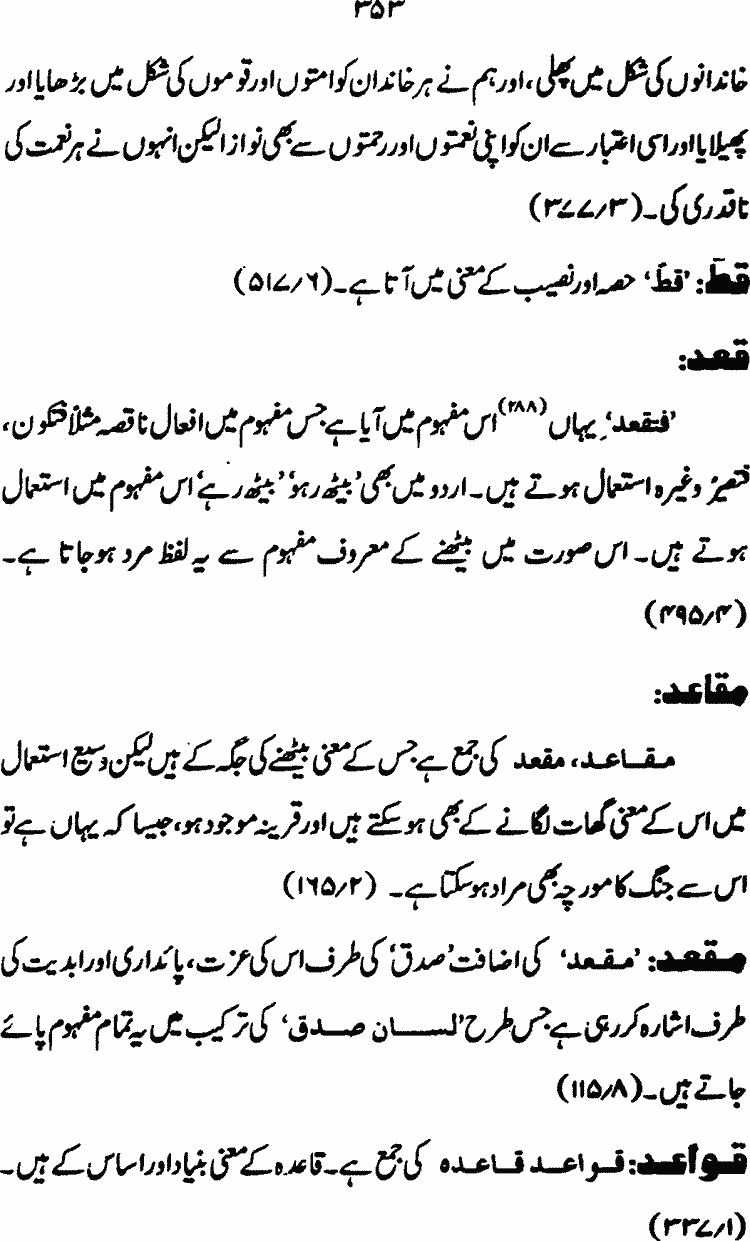 ۳۵۳
خاندانوں کی شکل میں پھلی، اور ہم نے ہر خاندان کو امتوں اور قوموں کی شکل میں بڑھایا اور
پھیلایا اور اسی اعتبار سے ان کو اپنی نعمتوں اور رحمتوں سے بھی نوازا لیکن انہوں نے ہر نعمت کی
ناقدری کی۔ (۳۷۷/۳)
قطّ: ’قطّ‘ حصہ اور نصیب کے معنی میں آتا ہے۔ (۵۱۷/۶)
قعد:
’فتقعد‘ یہاں (۲۸۸) اس مفہوم میں آیا ہے جس مفہوم میں افعال ناقصہ مثلاً فتکون،
فتصیرُ وغیرہ استعمال ہوتے ہیں۔ اردو میں بھی ’بیٹھ رہو‘ ’بیٹھ رہے‘ اس مفہوم میں استعمال
ہوتے ہیں۔ اس صورت میں بیٹھنے کے معروف مفہوم سے یہ لفظ مرد ہو جاتا ہے۔
(۴۹۵/۴)
مقاعد:
مقاعد، مقعد کی جمع ہے جس کے معنی بیٹھنے کی جگہ کے ہیں لیکن وسیع استعمال
میں اس کے معنی گھات لگانے کے بھی ہو سکتے ہیں اور قرینہ موجود ہو، جیسا کہ یہاں ہے تو
اس سے جنگ کا مورچہ بھی مراد ہو سکتا ہے۔ (۱۶۵/۲)
مقعد: ’مقعد‘ کی اضافت ’صدق‘ کی طرف اس کی عزت، پائداری اور ابدیت کی
طرف اشارہ کر رہی ہے جس طرح ’لسان صدق‘ کی ترکیب میں یہ تمام مفہوم پائے
جاتے ہیں۔ (۱۱۵/۸)
قواعد: قواعد قاعدہ کی جمع ہے۔ قاعدہ کے معنی بنیاد اور اساس کے ہیں۔
(۳۳۷/۱)